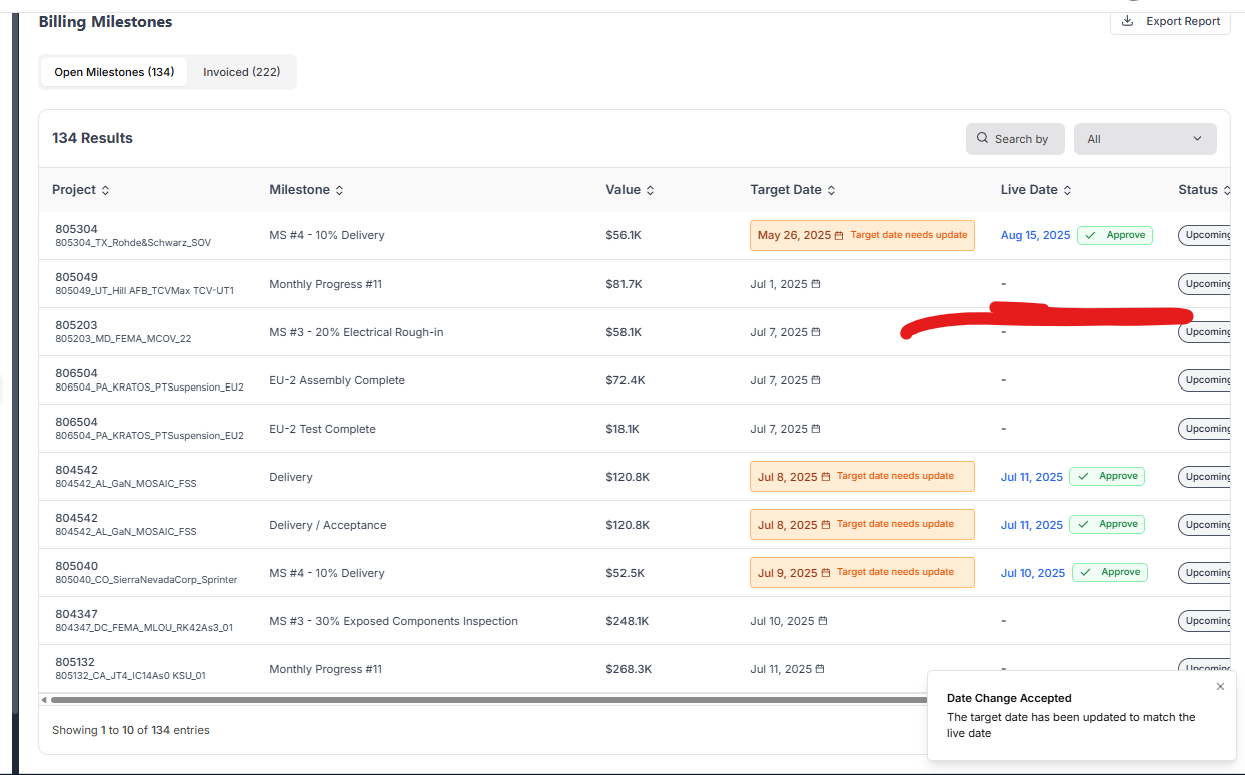 Billing Milestones
Export Report
Open Milestones (134)
Invoiced (222)
134 Results
Search by
All
Project Milestone Value Target Date Live Date Status
805304
805304_TX_Rohde&Schwarz_SOV
MS #4 - 10% Delivery $56.1K May 26, 2025 Target date needs update Aug 15, 2025 Approve Upcoming
805049
805049_UT_Hill AFB_TCVMax TCV-UT1
Monthly Progress #11 $81.7K Jul 1, 2025 - Upcoming
805203
805203_MD_FEMA_MCOV_22
MS #3 - 20% Electrical Rough-in $58.1K Jul 7, 2025 - Upcoming
806504
806504_PA_KRATOS_PTSuspension_EU2
EU-2 Assembly Complete $72.4K Jul 7, 2025 - Upcoming
806504
806504_PA_KRATOS_PTSuspension_EU2
EU-2 Test Complete $18.1K Jul 7, 2025 - Upcoming
804542
804542_AL_GaN_MOSAIC_FSS
Delivery $120.8K Jul 8, 2025 Target date needs update Jul 11, 2025 Approve Upcoming
804542
804542_AL_GaN_MOSAIC_FSS
Delivery / Acceptance $120.8K Jul 8, 2025 Target date needs update Jul 11, 2025 Approve Upcoming
805040
805040_CO_SierraNevadaCorp_Sprinter
MS #4 - 10% Delivery $52.5K Jul 9, 2025 Target date needs update Jul 10, 2025 Approve Upcoming
804347
804347_DC_FEMA_MLOU_RK42As3_01
MS #3 - 30% Exposed Components Inspection $248.1K Jul 10, 2025 - Upcoming
805132
805132_CA_JT4_IC14As0 KSU_01
Monthly Progress #11 $268.3K Jul 11, 2025 - Upcoming
Showing 1 to 10 of 134 entries
Date Change Accepted
The target date has been updated to match the
live date